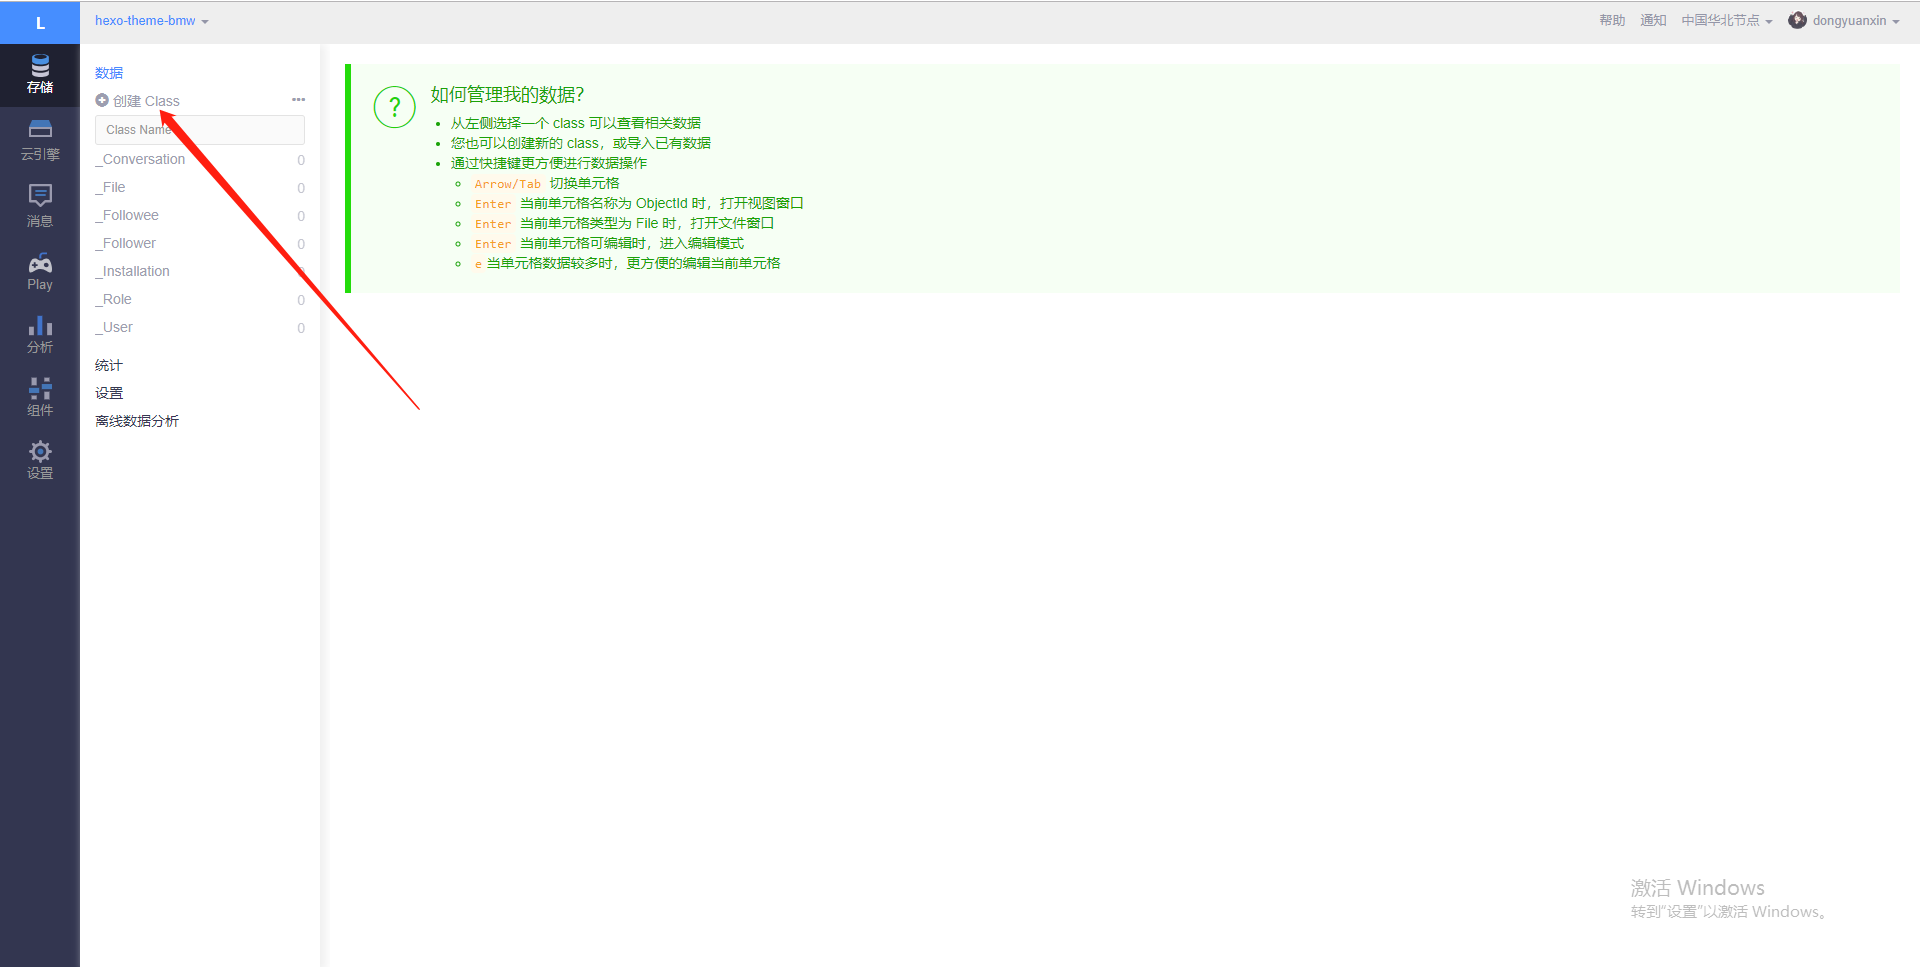 L
hexo-theme-bmw
帮助 通知 中国华北节点 dongyuanxin
存储
云引擎
消息
Play
分析
组件
设置
数据
创建 Class
Class Name
_Conversation 0
_File 0
_Followee 0
_Follower 0
_Installation
_Role 0
_User 0
统计
设置
离线数据分析
?
如何管理我的数据?
从左侧选择一个 class 可以查看相关数据
您也可以创建新的 class，或导入已有数据
通过快捷键更方便进行数据操作
Arrow/Tab 切换单元格
Enter 当前单元格名称为 ObjectId 时，打开视图窗口
Enter 当前单元格类型为 File 时，打开文件窗口
Enter 当前单元格可编辑时，进入编辑模式
e 当单元格数据较多时，更方便的编辑当前单元格
激活 Windows
转到“设置”以激活 Windows。